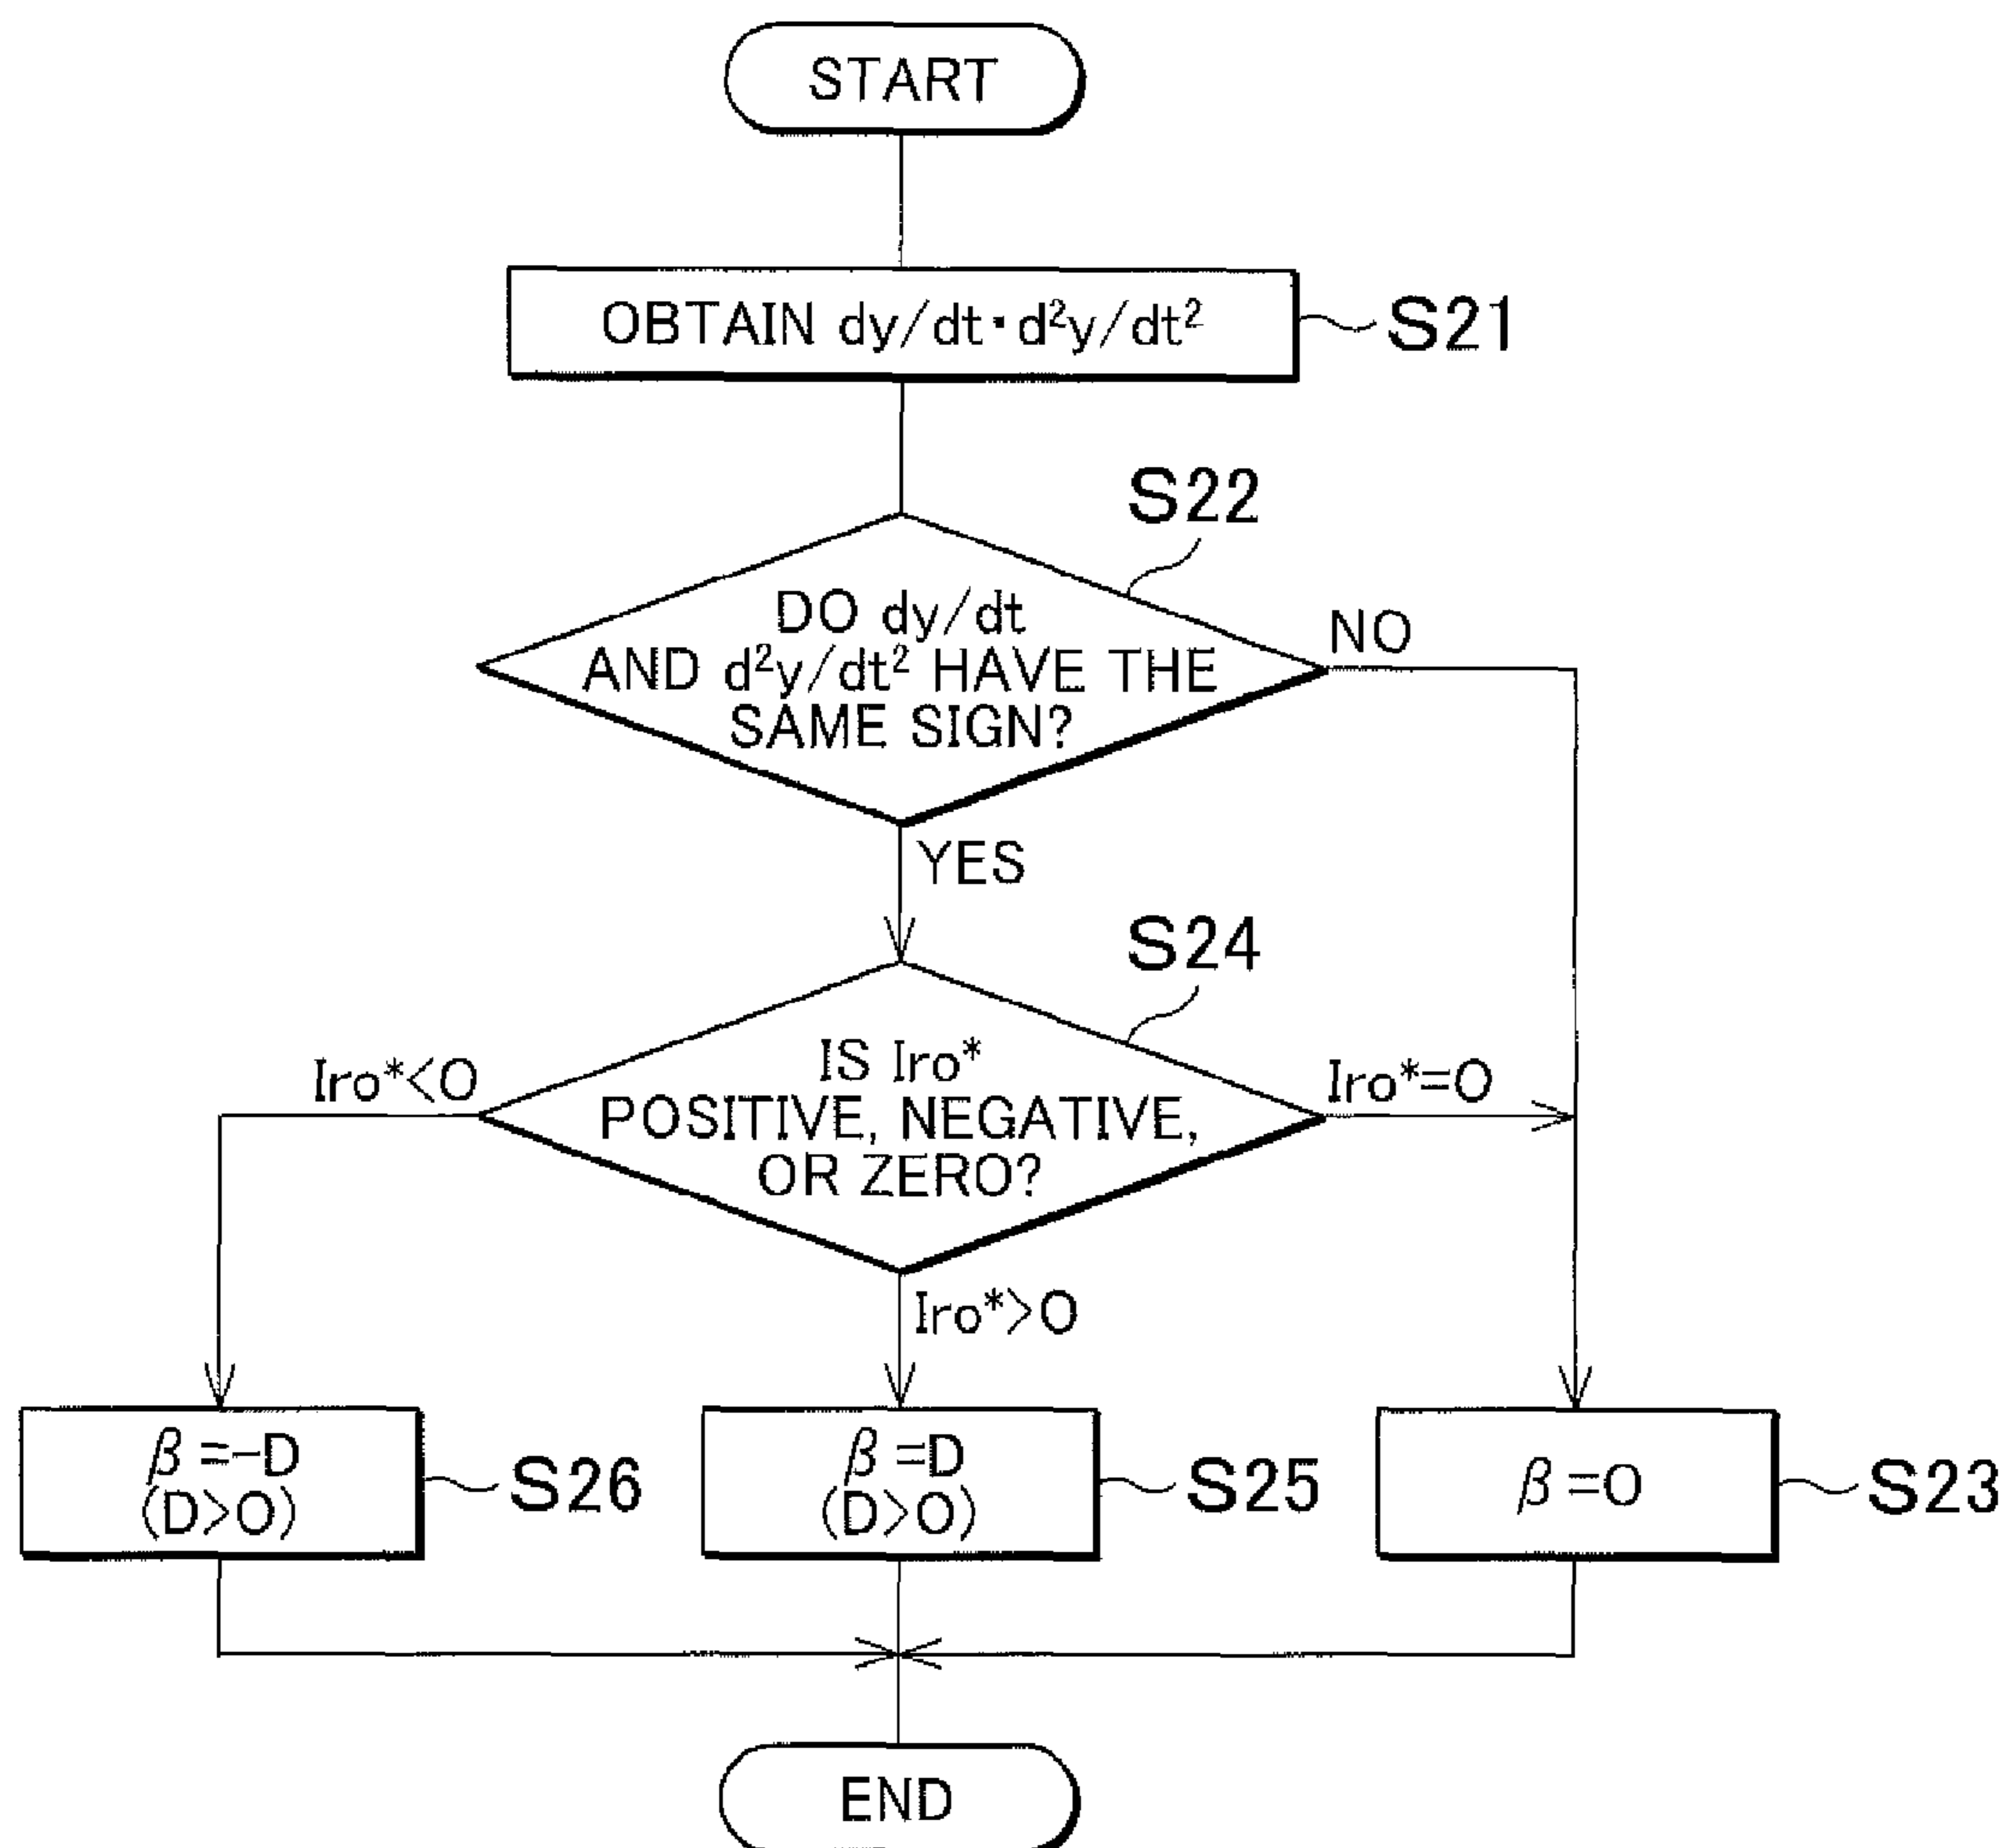 START
OBTAIN dy/dt・d²y/dt²
S21
S22
DO dy/dt
AND d²y/dt² HAVE THE
SAME SIGN?
NO
YES
S24
IS Iro*
POSITIVE, NEGATIVE,
OR ZERO?
Iro*<0
Iro*=0
Iro*>0
β=-D
(D>0)
S26
β=D
(D>0)
S25
β=0
S23
END